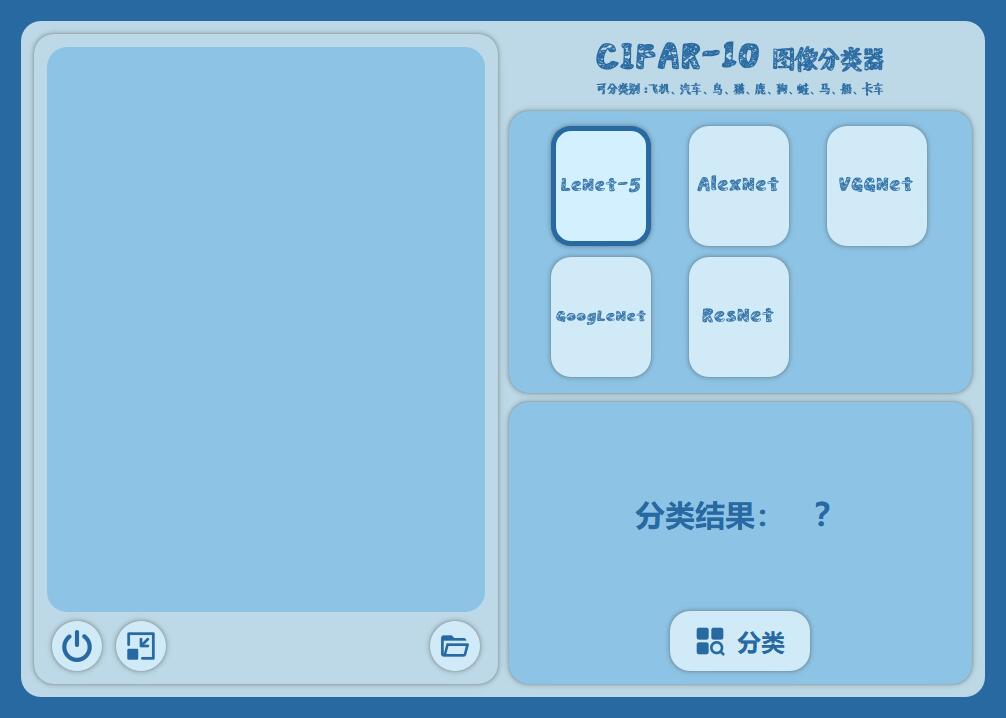 CIFAR-10 图像分类器
可分类别：飞机、汽车、鸟、猫、鹿、狗、蛙、马、船、卡车
LeNet-5
AlexNet
VGGNet
GoogLeNet
ResNet
分类结果： ？
分类